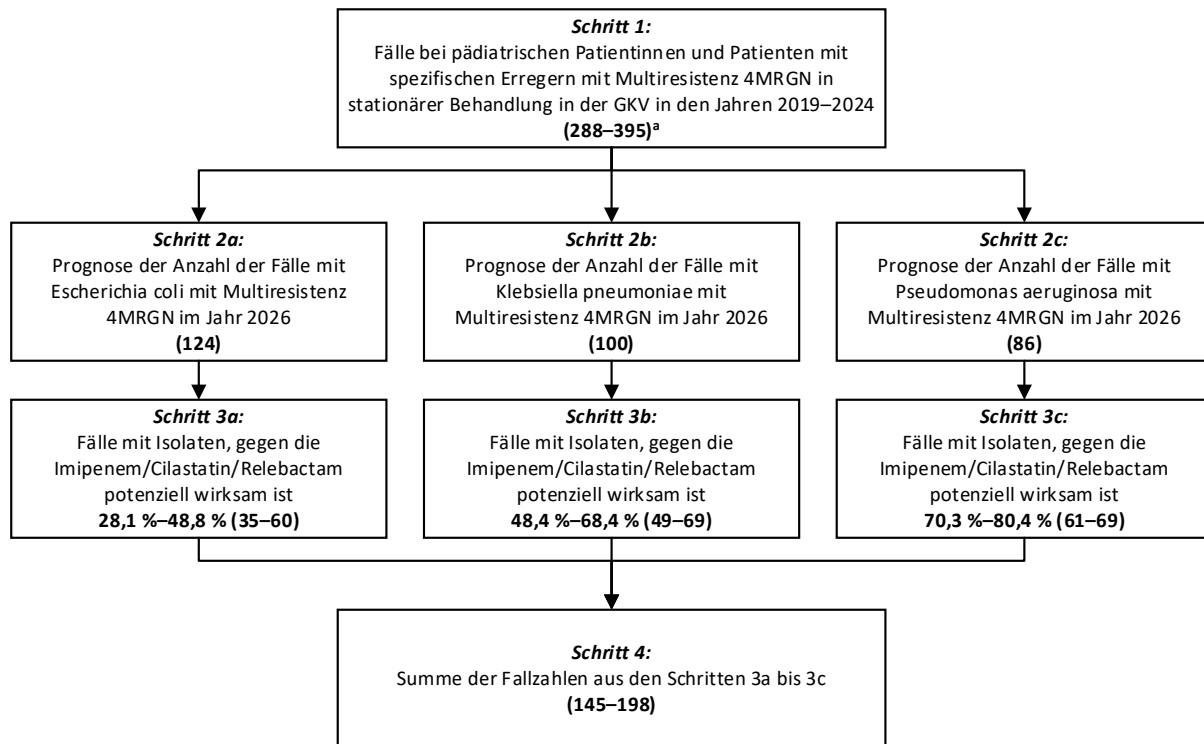 Schritt 1:
Fälle bei pädiatrischen Patientinnen und Patienten mit
spezifischen Erregern mit Multiresistenz 4MRGN in
stationärer Behandlung in der GKV in den Jahren 2019–2024
(288–395)ᵃ
Schritt 2a:
Prognose der Anzahl der Fälle mit
Escherichia coli mit Multiresistenz
4MRGN im Jahr 2026
(124)
Schritt 2b:
Prognose der Anzahl der Fälle mit
Klebsiella pneumoniae mit
Multiresistenz 4MRGN im Jahr 2026
(100)
Schritt 2c:
Prognose der Anzahl der Fälle mit
Pseudomonas aeruginosa mit
Multiresistenz 4MRGN im Jahr 2026
(86)
Schritt 3a:
Fälle mit Isolaten, gegen die
Imipenem/Cilastatin/Relebactam
potenziell wirksam ist
28,1 %–48,8 % (35–60)
Schritt 3b:
Fälle mit Isolaten, gegen die
Imipenem/Cilastatin/Relebactam
potenziell wirksam ist
48,4 %–68,4 % (49–69)
Schritt 3c:
Fälle mit Isolaten, gegen die
Imipenem/Cilastatin/Relebactam
potenziell wirksam ist
70,3 %–80,4 % (61–69)
Schritt 4:
Summe der Fallzahlen aus den Schritten 3a bis 3c
(145–198)